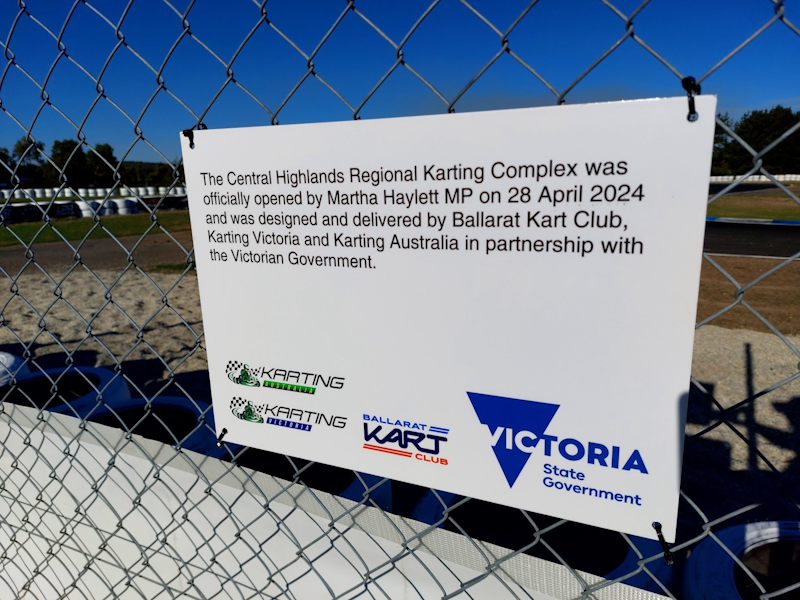 The Central Highlands Regional Karting Complex was
officially opened by Martha Haylett MP on 28 April 2024
and was designed and delivered by Ballarat Kart Club,
Karting Victoria and Karting Australia in partnership with
the Victorian Government.
KARTING
AUSTRALIA
KARTING
VICTORIA
BALLARAT
KART
CLUB
VICTORIA
State
Government